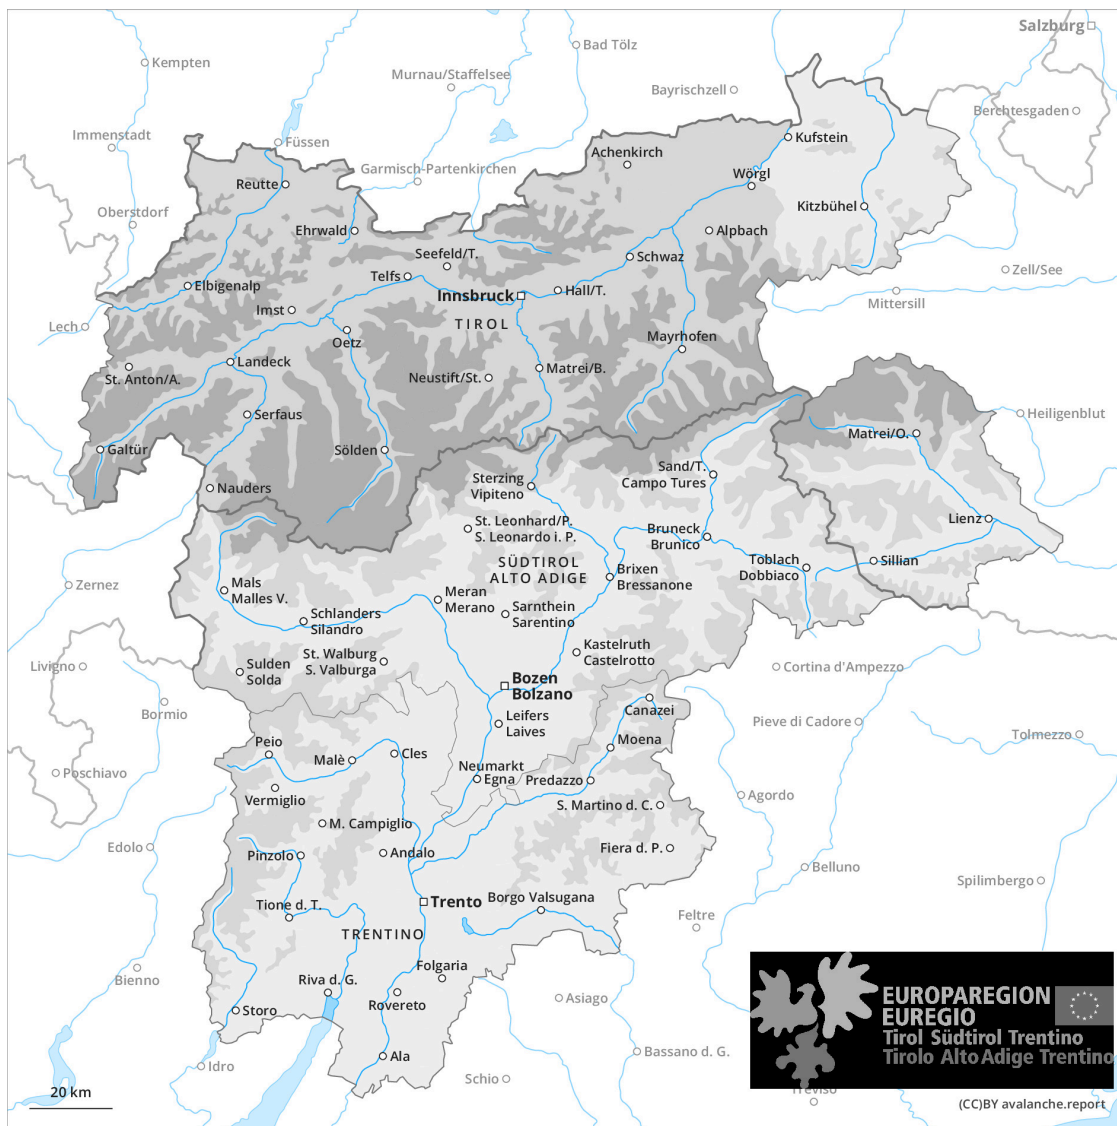 Salzburg
Bad Tölz
Kempten
Murnau/Staffelsee
Bayrischzell
Berchtesgaden
Immenstadt
Füssen
Kufstein
Achenkirch
Garmisch-Partenkirchen
Wörgl
Reutte
Kitzbühel
Oberstdorf
Ehrwald
Alpbach
Seefeld/T.
Schwaz
Telfs
Zell/See
Elbigenalp
Hall/T.
Innsbruck
Mittersill
Imst
TIROL
Lech
Oetz
Mayrhofen
Landeck
Matrei/B.
St. Anton/A.
Neustift/St.
Serfaus
Heiligenblut
Matrei/O.
Galtür
Sölden
Sand/T.
Campo Tures
Sterzing
Vipiteno
Nauders
Lienz
St. Leonhard/P.
S. Leonardo i. P.
Bruneck
Brunico
SÜDTIROL
ALTO ADIGE
Toblach
Dobbiaco
Sillian
Brixen
Bressanone
Zernez
Mals
Malles V.
Meran
Merano
Sarnthein
Sarentino
Schlanders
Silandro
Kastelruth
Castelrotto
St. Walburg
S. Valburga
Livigno
Sulden
Solda
Cortina d'Ampezzo
Bozen
Bolzano
Bormio
Canazei
Leifers
Laives
Pieve di Cadore
Tolmezzo
Moena
Peio
Cles
Malè
Poschiavo
Neumarkt
Egna
Predazzo
Vermiglio
Agordo
S. Martino d. C.
M. Campiglio
Edolo
Pinzolo
Andalo
Fiera d. P.
Belluno
Spilimbergo
Trento
Borgo Valsugana
Tione d. T.
Feltre
TRENTINO
Bienno
Folgaria
Riva d. G.
Rovereto
Asiago
Storo
EUROPAREGION
EUREGIO
Tirol Südtirol Trentino
Tirolo Alto Adige Trentino
Ala
Bassano d. G.
Idro
Schio
Treviso
20 km
(CC)BY avalanche.report